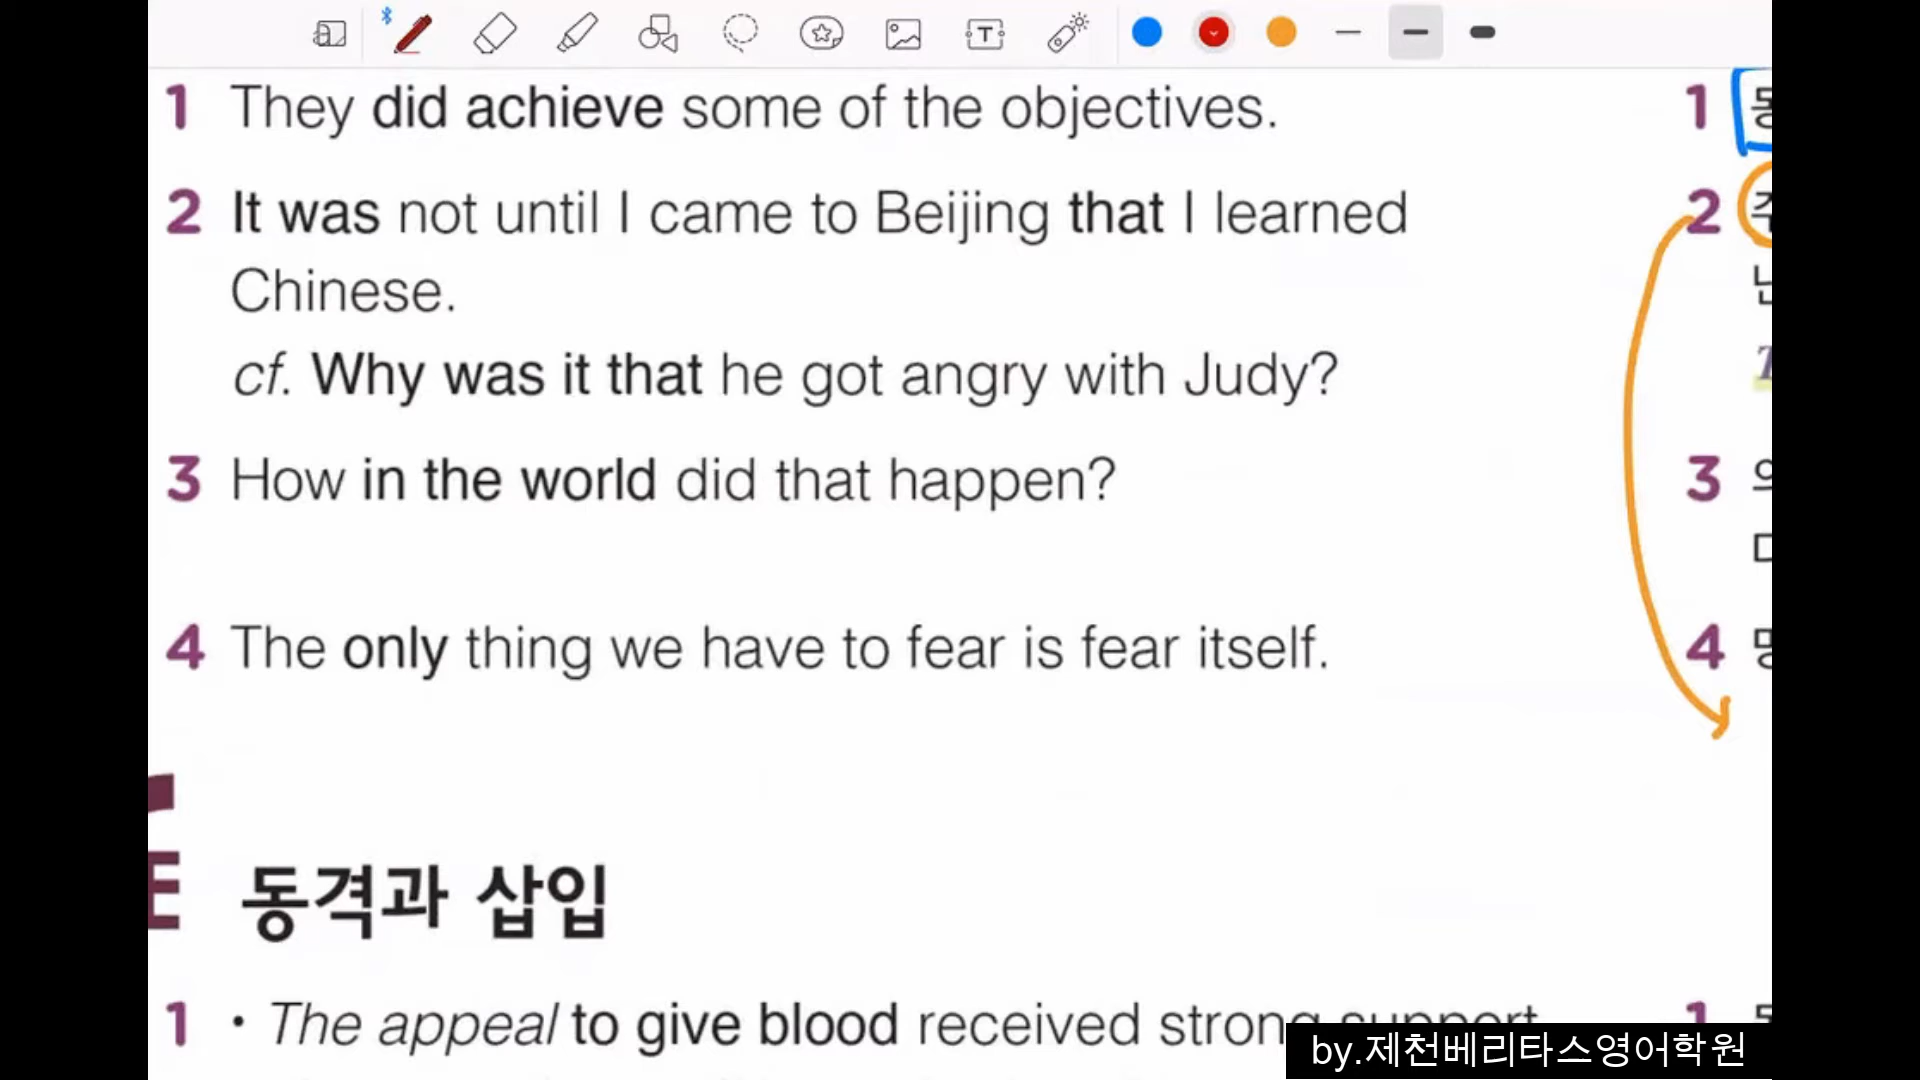 1 They did achieve some of the objectives. 1
2 It was not until I came to Beijing that I learned 2
Chinese.
cf. Why was it that he got angry with Judy?
3 How in the world did that happen? 3
4 The only thing we have to fear is fear itself. 4
E 동격과 삽입
1 • The appeal to give blood received strong support 1
by.제천베리타스영어학원